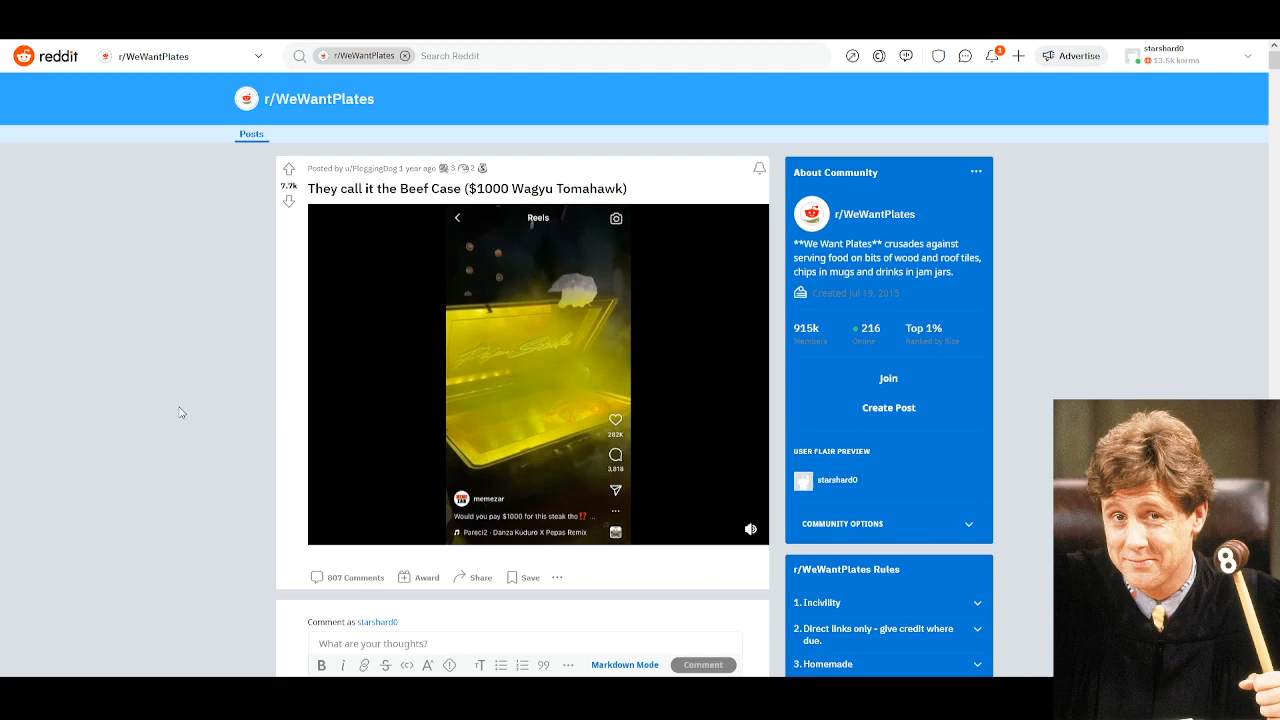 reddit
r/WeWantPlates
r/WeWantPlates
Search Reddit
1
Advertise
starshard0
13.5k karma
r/WeWantPlates
Posts
Posted by u/FloggingDog 1 year ago
3
2
7.7k
They call it the Beef Case ($1000 Wagyu Tomahawk)
Reels
282K
3,818
memezar
Would you pay $1000 for this steak tho⁉️ ...
Pareci2 · Danza Kuduro X Pepas Remix
807 Comments
Award
Share
Save
Comment as starshard0
What are your thoughts?
Markdown Mode
Comment
About Community
r/WeWantPlates
**We Want Plates** crusades against
serving food on bits of wood and roof tiles,
chips in mugs and drinks in jam jars.
Created Jul 19, 2015
915k
Members
216
Online
Top 1%
Ranked by Size
Join
Create Post
USER FLAIR PREVIEW
starshard0
COMMUNITY OPTIONS
r/WeWantPlates Rules
1. Incivility
2. Direct links only - give credit where
due.
3. Homemade
8